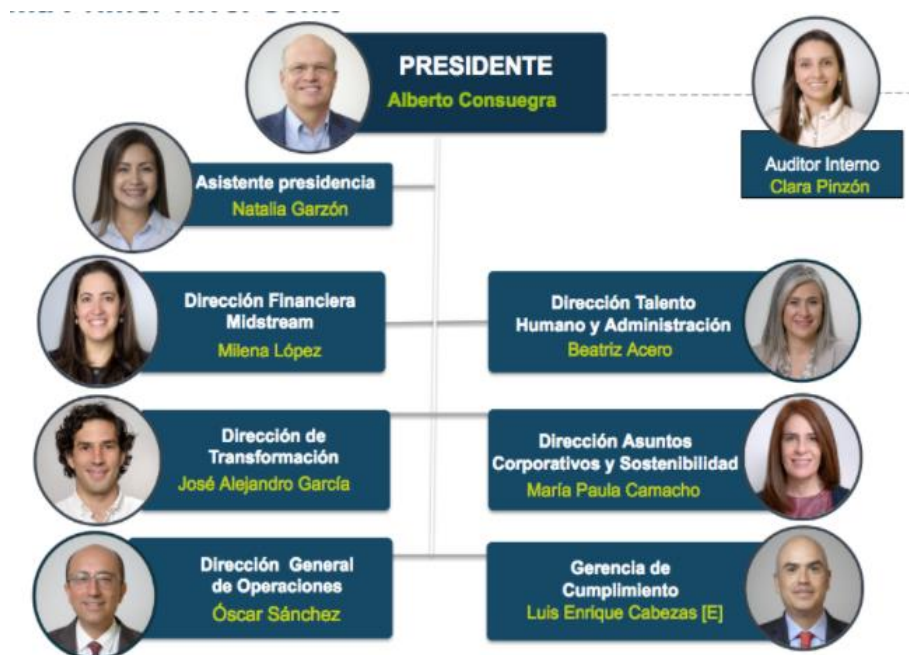 PRESIDENTE
Alberto Consuegra
Auditor Interno
Clara Pinzón
Asistente presidencia
Natalia Garzón
Dirección Financiera
Midstream
Milena López
Dirección Talento
Humano y Administración
Beatriz Acero
Dirección de
Transformación
José Alejandro García
Dirección Asuntos
Corporativos y Sostenibilidad
María Paula Camacho
Dirección General
de Operaciones
Óscar Sánchez
Gerencia de
Cumplimiento
Luis Enrique Cabezas [E]